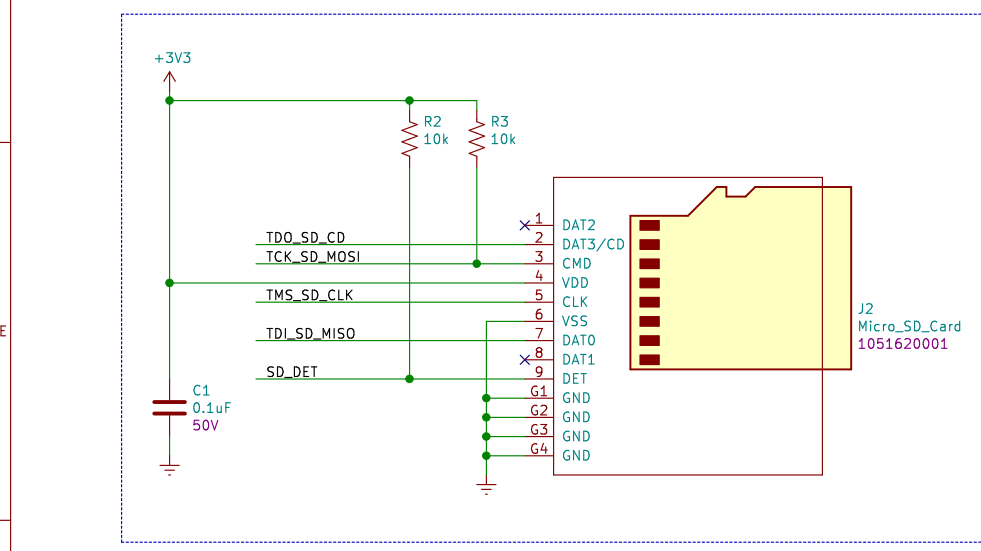 +3V3
R2
10k
R3
10k
1 DAT2
TDO_SD_CD 2 DAT3/CD
TCK_SD_MOSI 3 CMD
4 VDD
TMS_SD_CLK 5 CLK
6 VSS
TDI_SD_MISO 7 DAT0
8 DAT1
SD_DET 9 DET
G1 GND
G2 GND
G3 GND
G4 GND
J2
Micro_SD_Card
1051620001
E
C1
0.1uF
50V